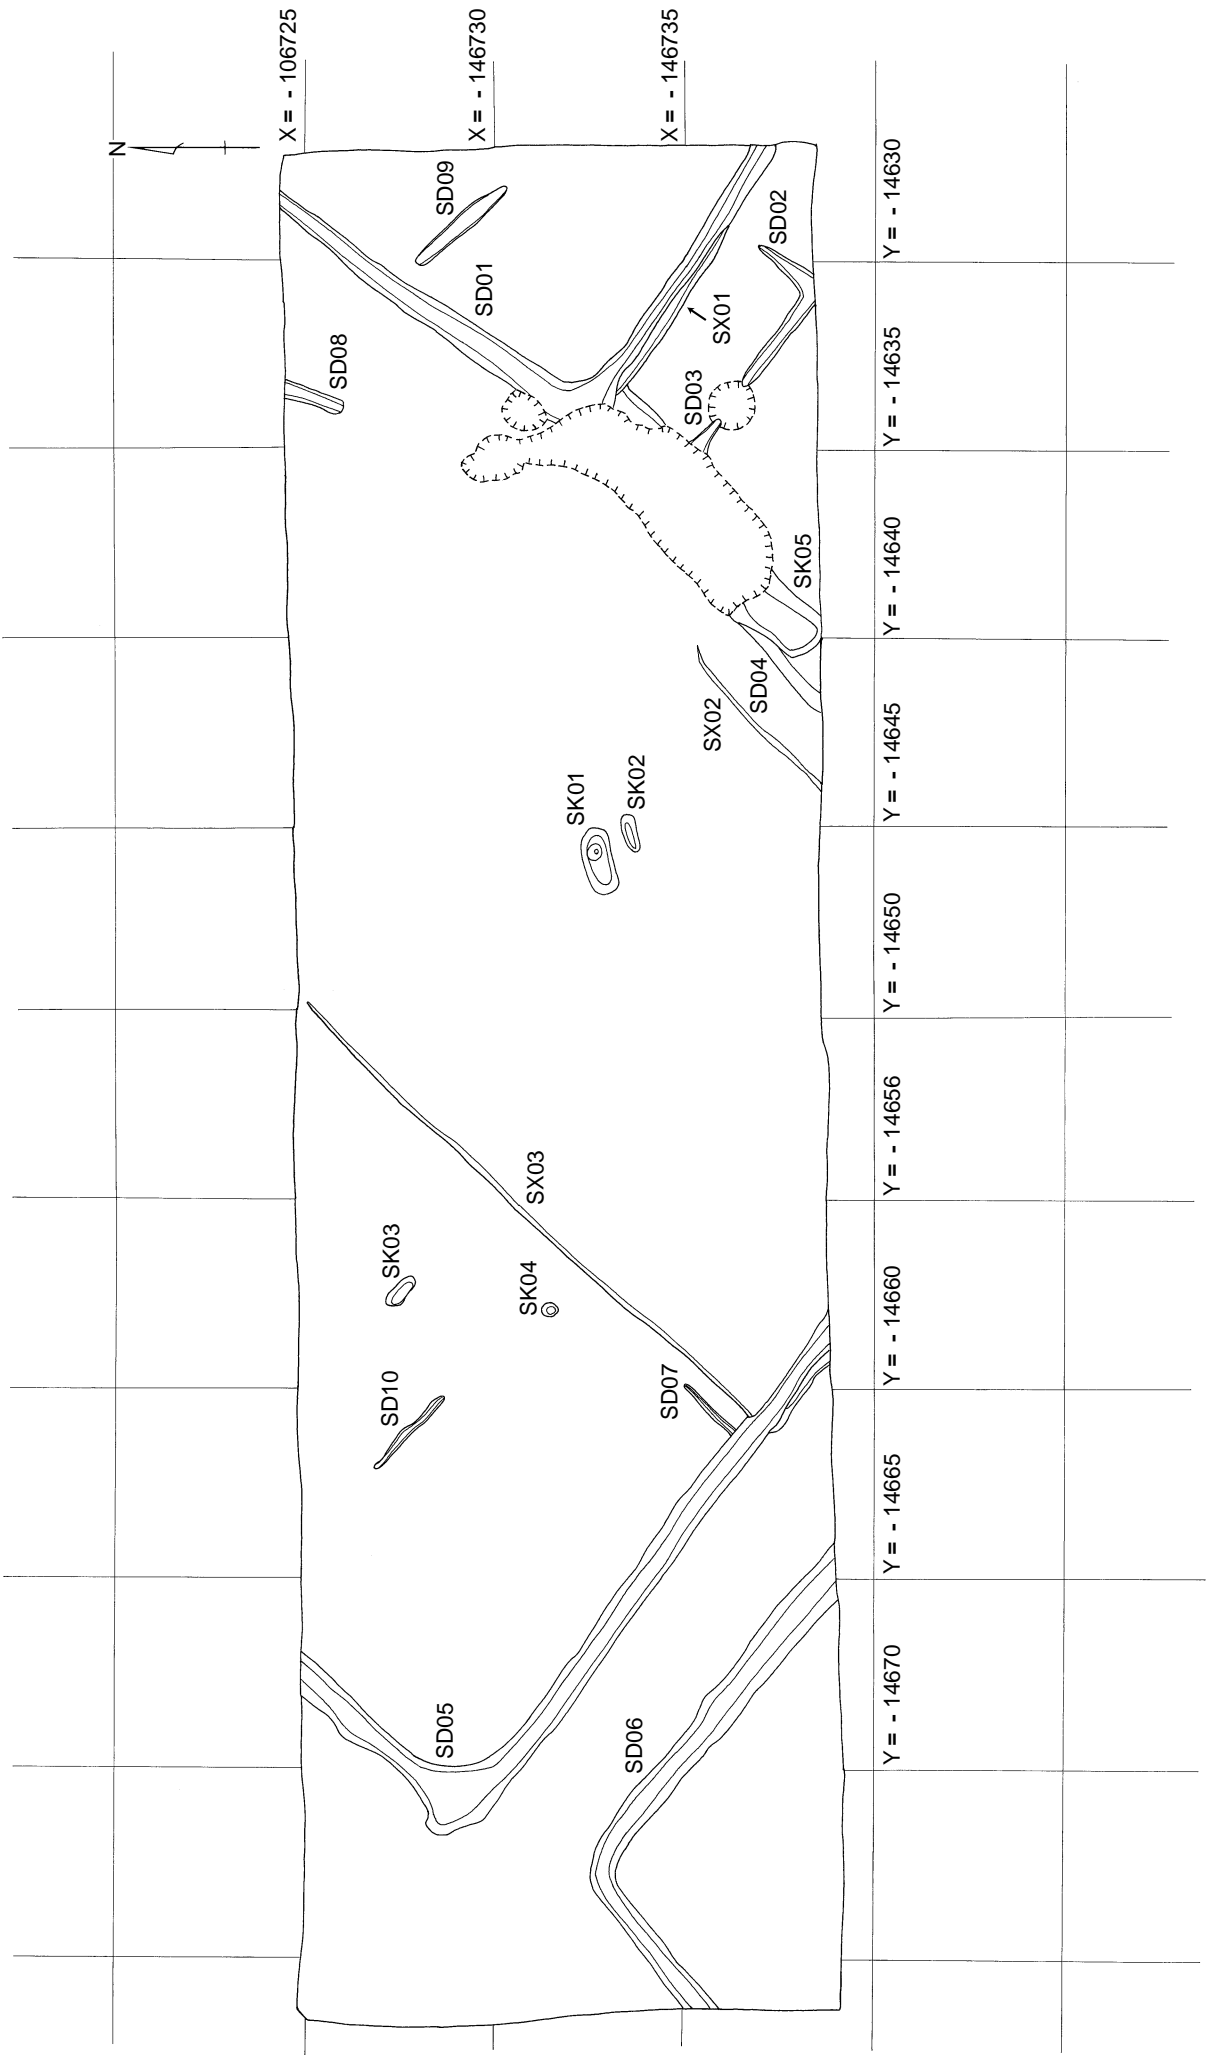 N
X = - 106725
X = - 146730
X = - 146735
SD09
SD01
SD08
SD02
SX01
SD03
SK05
SD04
SX02
SK01
SK02
SX03
SK03
SK04
SD10
SD07
SD05
SD06
Y = - 14630
Y = - 14635
Y = - 14640
Y = - 14645
Y = - 14650
Y = - 14656
Y = - 14660
Y = - 14665
Y = - 14670